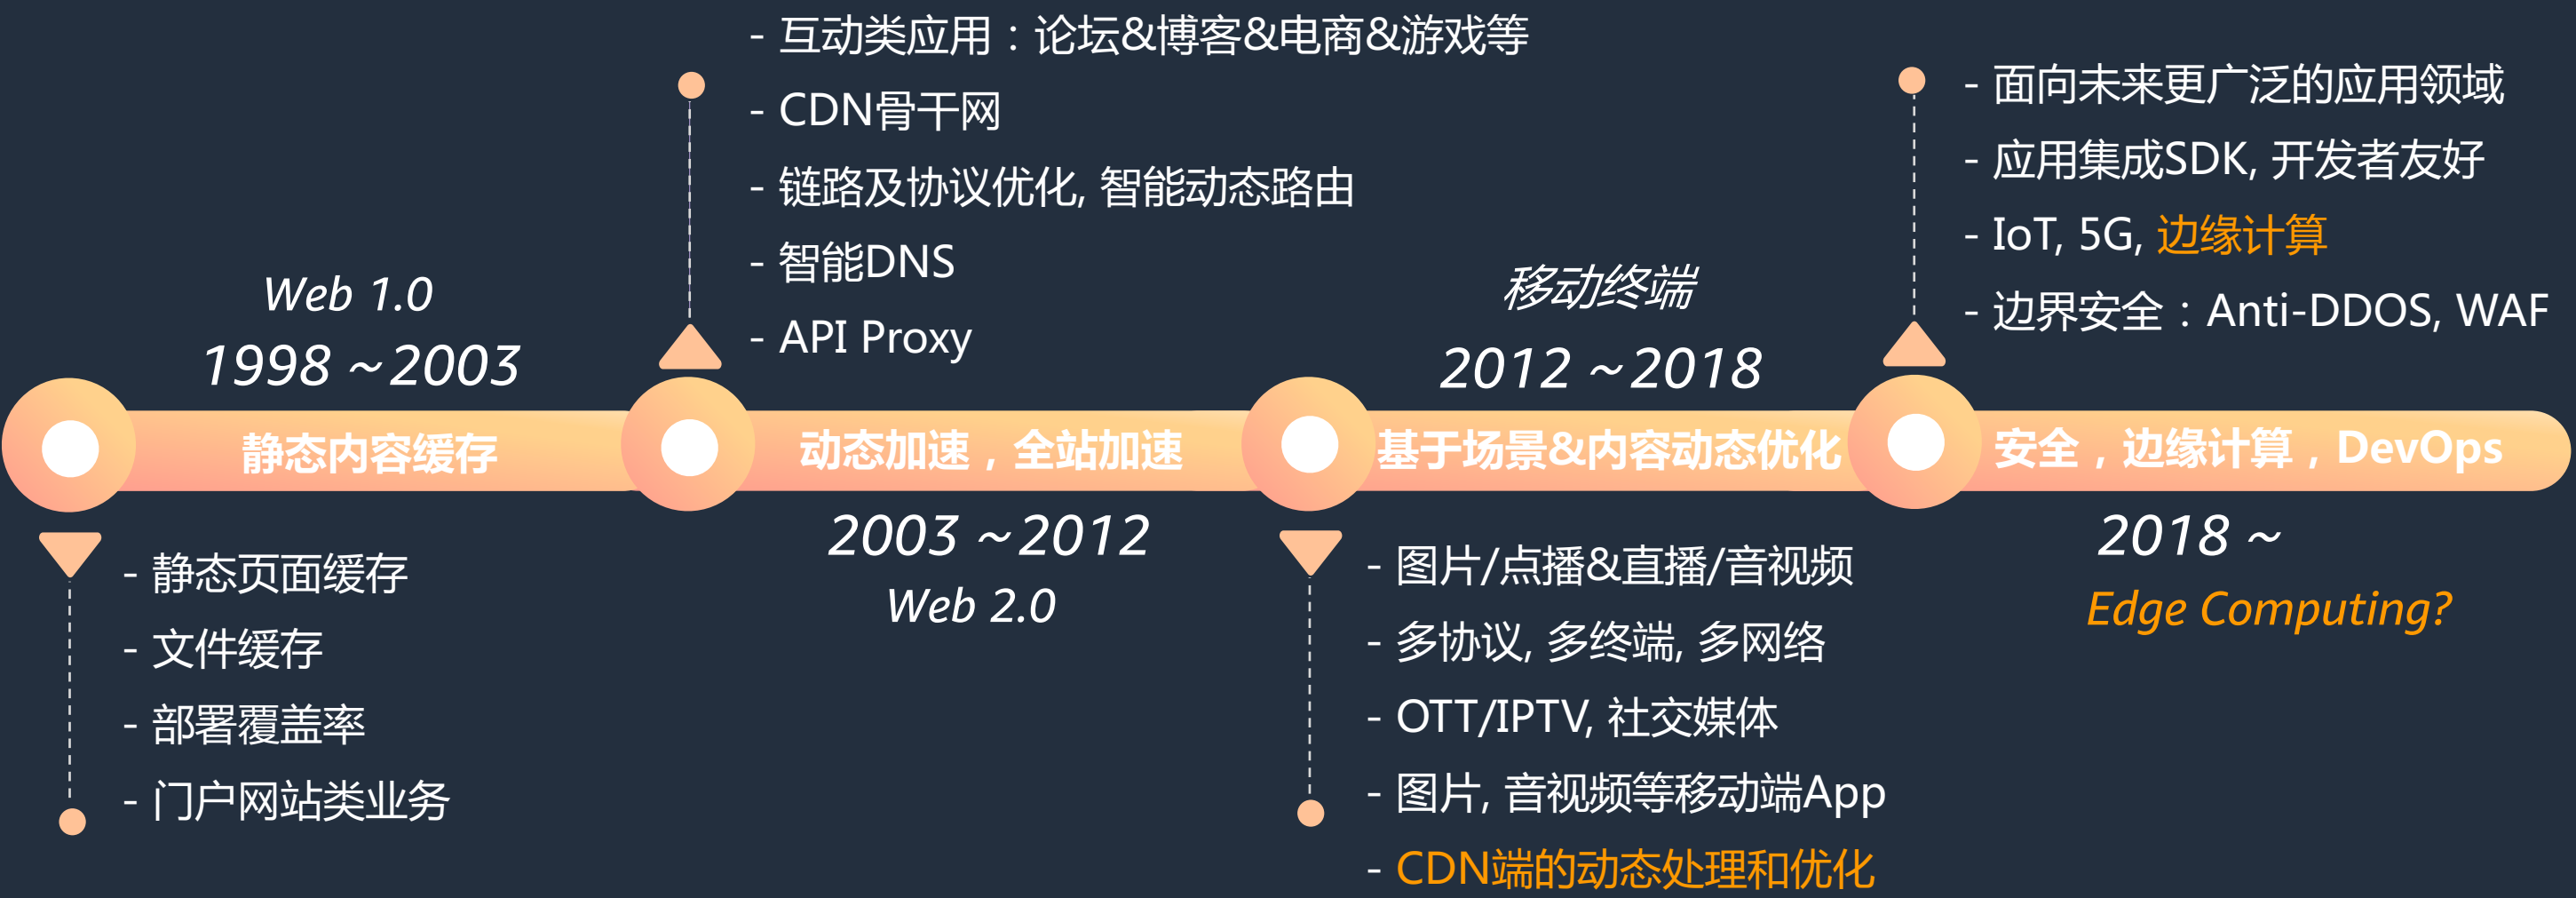 Web 1.0
1998 ~2003
静态内容缓存
- 静态页面缓存
- 文件缓存
- 部署覆盖率
- 门户网站类业务
- 互动类应用：论坛&博客&电商&游戏等
- CDN骨干网
- 链路及协议优化, 智能动态路由
- 智能DNS
- API Proxy
动态加速，全站加速
2003 ~2012
Web 2.0
移动终端
2012 ~2018
基于场景&内容动态优化
- 图片/点播&直播/音视频
- 多协议, 多终端, 多网络
- OTT/IPTV, 社交媒体
- 图片, 音视频等移动端App
- CDN端的动态处理和优化
- 面向未来更广泛的应用领域
- 应用集成SDK, 开发者友好
- IoT, 5G, 边缘计算
- 边界安全：Anti-DDOS, WAF
安全，边缘计算，DevOps
2018 ~
Edge Computing?